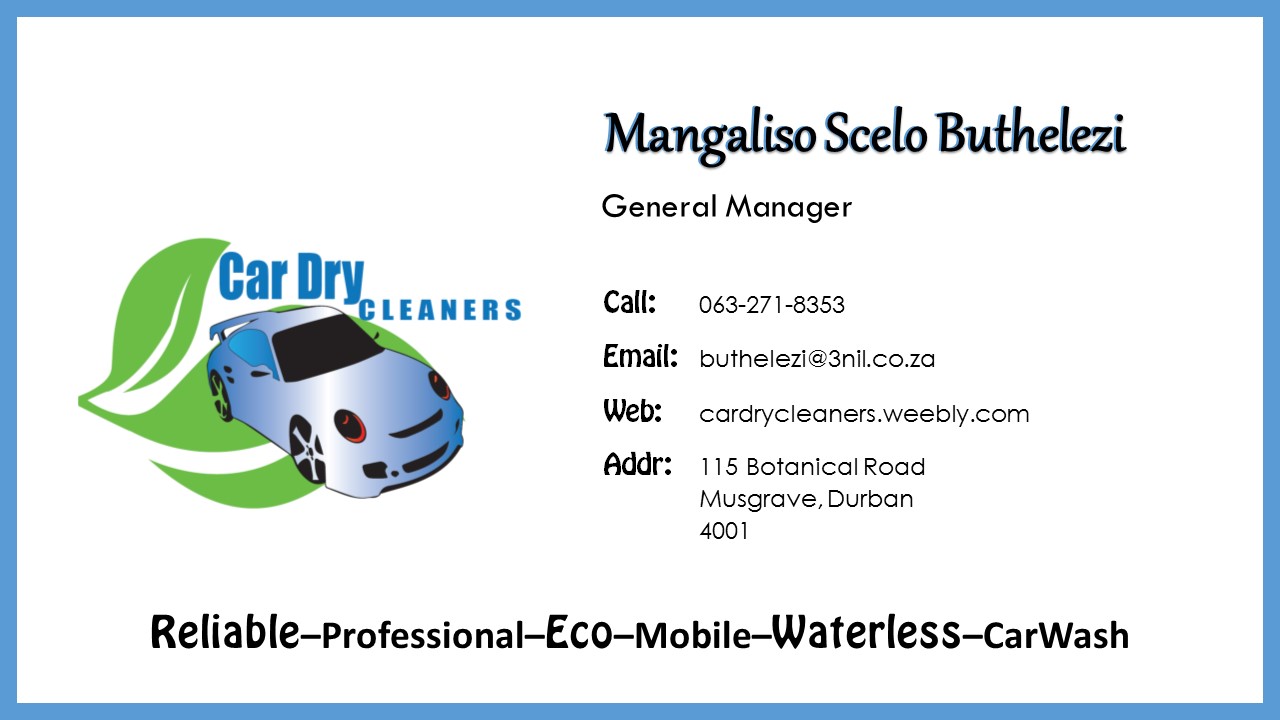 Mangaliso Scelo Buthelezi
General Manager
Car Dry
CLEANERS
Call: 063-271-8353
Email: buthelezi@3nil.co.za
Web: cardrycleaners.weebly.com
Addr: 115 Botanical Road
Musgrave, Durban
4001
Reliable–Professional–Eco–Mobile–Waterless–CarWash